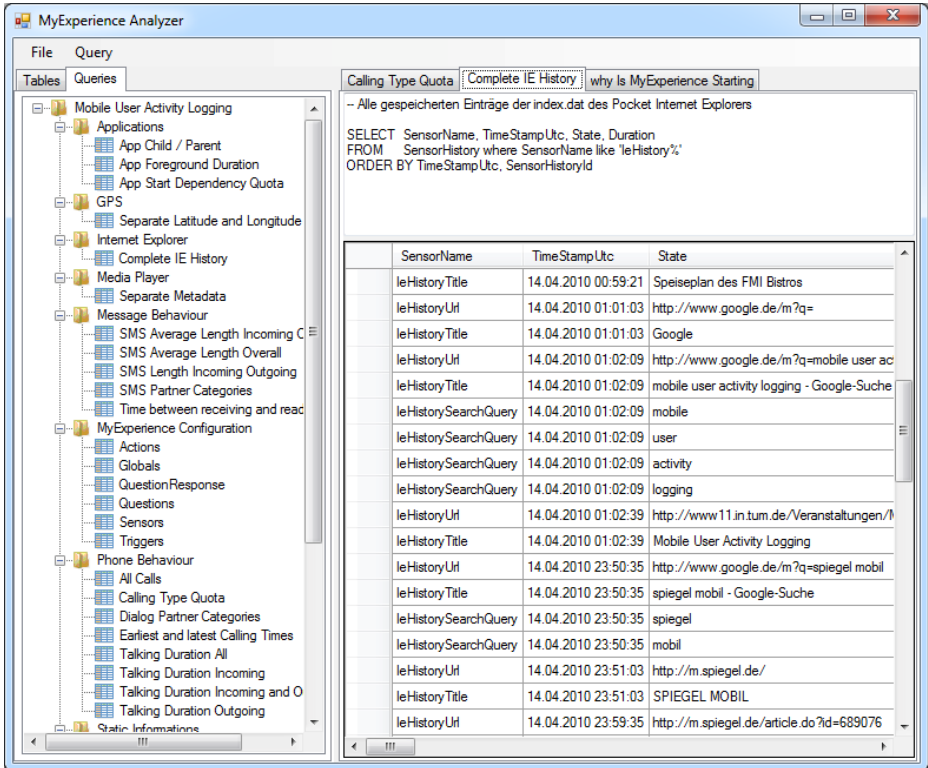 MyExperience Analyzer
File Query
Tables Queries
Mobile User Activity Logging
Applications
App Child / Parent
App Foreground Duration
App Start Dependency Quota
GPS
Separate Latitude and Longitude
Internet Explorer
Complete IE History
Media Player
Separate Metadata
Message Behaviour
SMS Average Length Incoming
SMS Average Length Overall
SMS Length Incoming Outgoing
SMS Partner Categories
Time between receiving and read
MyExperience Configuration
Actions
Globals
QuestionResponse
Questions
Sensors
Triggers
Phone Behaviour
All Calls
Calling Type Quota
Dialog Partner Categories
Earliest and latest Calling Times
Talking Duration All
Talking Duration Incoming
Talking Duration Incoming and O
Talking Duration Outgoing
Static Informations
Calling Type Quota Complete IE History why Is MyExperience Starting
-- Alle gespeicherten Einträge der index.dat des Pocket Internet Explorers
SELECT SensorName, TimeStampUtc, State, Duration
FROM SensorHistory where SensorName like 'IeHistory%'
ORDER BY TimeStampUtc, SensorHistoryId
SensorName TimeStampUtc State
IeHistoryTitle 14.04.2010 00:59:21 Speiseplan des FMI Bistros
IeHistoryUrl 14.04.2010 01:01:03 http://www.google.de/m?q=
IeHistoryTitle 14.04.2010 01:01:03 Google
IeHistoryUrl 14.04.2010 01:02:09 http://www.google.de/m?q=mobile user ac
IeHistoryTitle 14.04.2010 01:02:09 mobile user activity logging - Google-Suche
IeHistorySearchQuery 14.04.2010 01:02:09 mobile
IeHistorySearchQuery 14.04.2010 01:02:09 user
IeHistorySearchQuery 14.04.2010 01:02:09 activity
IeHistorySearchQuery 14.04.2010 01:02:09 logging
IeHistoryUrl 14.04.2010 01:02:39 http://www11.in.tum.de/Veranstaltungen/M
IeHistoryTitle 14.04.2010 01:02:39 Mobile User Activity Logging
IeHistoryUrl 14.04.2010 23:50:35 http://www.google.de/m?q=spiegel mobil
IeHistoryTitle 14.04.2010 23:50:35 spiegel mobil - Google-Suche
IeHistorySearchQuery 14.04.2010 23:50:35 spiegel
IeHistorySearchQuery 14.04.2010 23:50:35 mobil
IeHistoryUrl 14.04.2010 23:51:03 http://m.spiegel.de/
IeHistoryTitle 14.04.2010 23:51:03 SPIEGEL MOBIL
IeHistoryUrl 14.04.2010 23:59:35 http://m.spiegel.de/article.do?id=689076